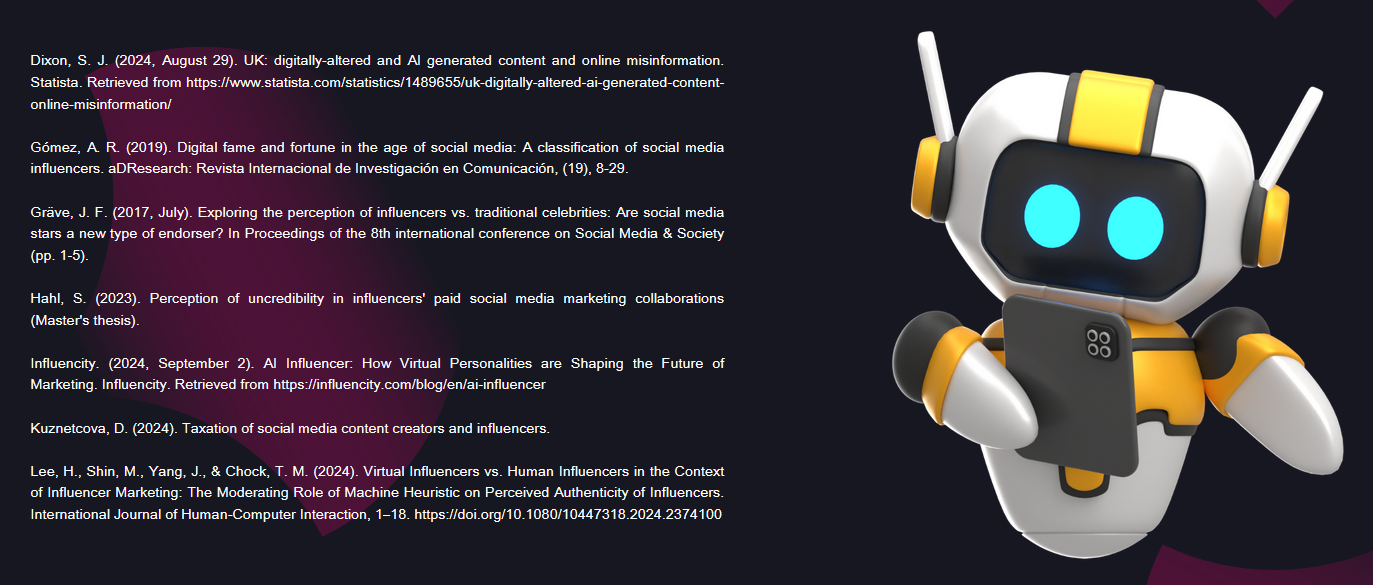 Dixon, S. J. (2024, August 29). UK: digitally-altered and AI generated content and online misinformation.
Statista. Retrieved from https://www.statista.com/statistics/1489655/uk-digitally-altered-ai-generated-content-
online-misinformation/
Gómez, A. R. (2019). Digital fame and fortune in the age of social media: A classification of social media
influencers. aDResearch: Revista Internacional de Investigación en Comunicación, (19), 8-29.
Gräve, J. F. (2017, July). Exploring the perception of influencers vs. traditional celebrities: Are social media
stars a new type of endorser? In Proceedings of the 8th international conference on Social Media & Society
(pp. 1-5).
Hahl, S. (2023). Perception of uncredibility in influencers' paid social media marketing collaborations
(Master's thesis).
Influencity. (2024, September 2). AI Influencer: How Virtual Personalities are Shaping the Future of
Marketing. Influencity. Retrieved from https://influencity.com/blog/en/ai-influencer
Kuznetcova, D. (2024). Taxation of social media content creators and influencers.
Lee, H., Shin, M., Yang, J., & Chock, T. M. (2024). Virtual Influencers vs. Human Influencers in the Context
of Influencer Marketing: The Moderating Role of Machine Heuristic on Perceived Authenticity of Influencers.
International Journal of Human-Computer Interaction, 1–18. https://doi.org/10.1080/10447318.2024.2374100